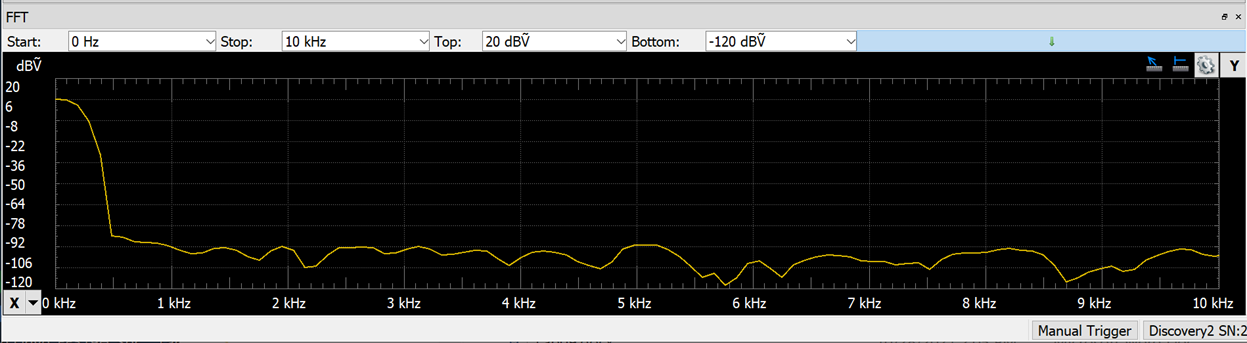 FFT
Start: 0 Hz Stop: 10 kHz Top: 20 dBṼ Bottom: -120 dBṼ
dBṼ Y
20
6
-8
-22
-36
-50
-64
-78
-92
-106
-120
X 0 kHz 1 kHz 2 kHz 3 kHz 4 kHz 5 kHz 6 kHz 7 kHz 8 kHz 9 kHz 10 kHz
Manual Trigger Discovery2 SN:2